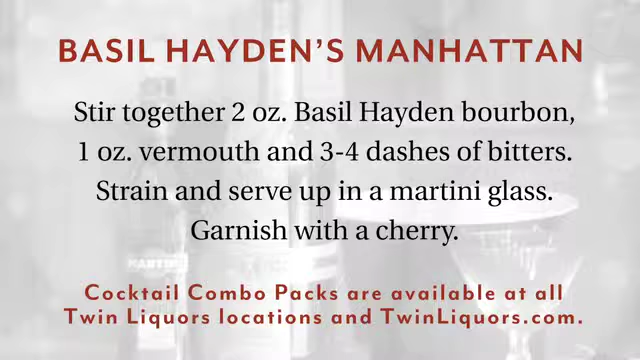 BASIL HAYDEN’S MANHATTAN
Stir together 2 oz. Basil Hayden bourbon,
1 oz. vermouth and 3-4 dashes of bitters.
Strain and serve up in a martini glass.
Garnish with a cherry.
Cocktail Combo Packs are available at all
Twin Liquors locations and TwinLiquors.com.